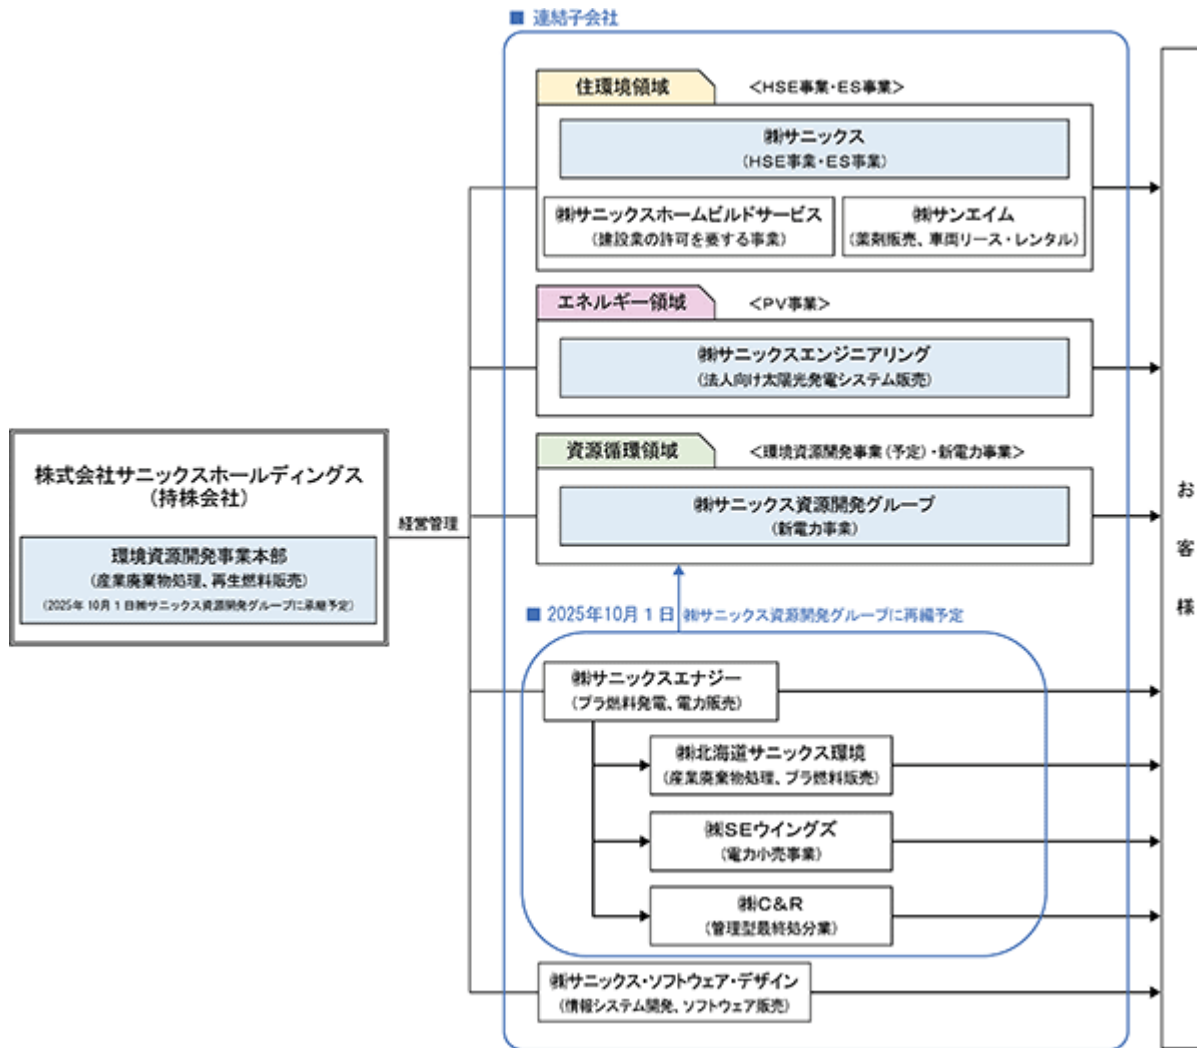 ■ 連結子会社
住環境領域
＜HSE事業・ES事業＞
㈱サニックス
(HSE事業・ES事業)
㈱サニックスホームビルドサービス
(建設業の許可を要する事業)
㈱サンエイム
(薬剤販売、車両リース・レンタル)
エネルギー領域
＜PV事業＞
㈱サニックスエンジニアリング
(法人向け太陽光発電システム販売)
資源循環領域
＜環境資源開発事業(予定)・新電力事業＞
㈱サニックス資源開発グループ
(新電力事業)
株式会社サニックスホールディングス
(持株会社)
環境資源開発事業本部
(産業廃棄物処理、再生燃料販売)
(2025年10月1日㈱サニックス資源開発グループに承継予定)
経営管理
■ 2025年10月1日 ㈱サニックス資源開発グループに再編予定
㈱サニックスエナジー
(プラ燃料発電、電力販売)
㈱北海道サニックス環境
(産業廃棄物処理、プラ燃料販売)
㈱SEウイングズ
(電力小売事業)
㈱C&R
(管理型最終処分業)
㈱サニックス・ソフトウェア・デザイン
(情報システム開発、ソフトウェア販売)
お客様